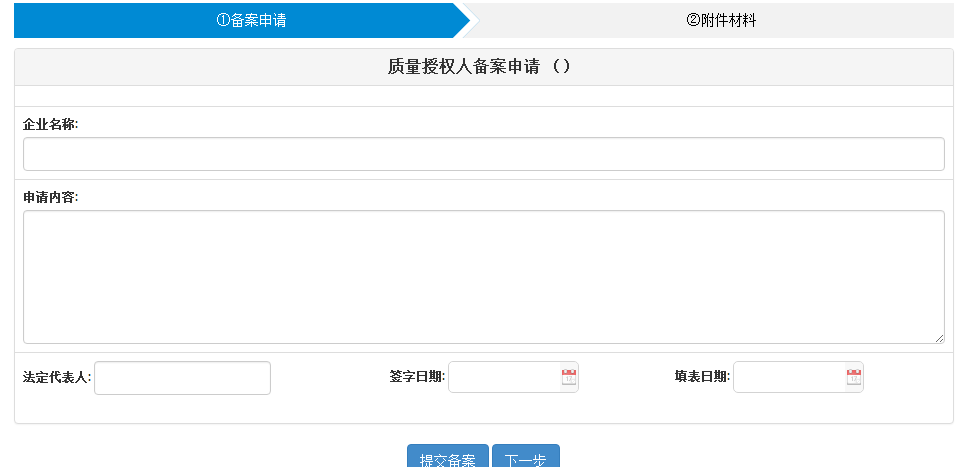 ①备案申请 ②附件材料
质量授权人备案申请 （）
企业名称:
申请内容:
法定代表人: 签字日期: 填表日期:
提交备案 下一步